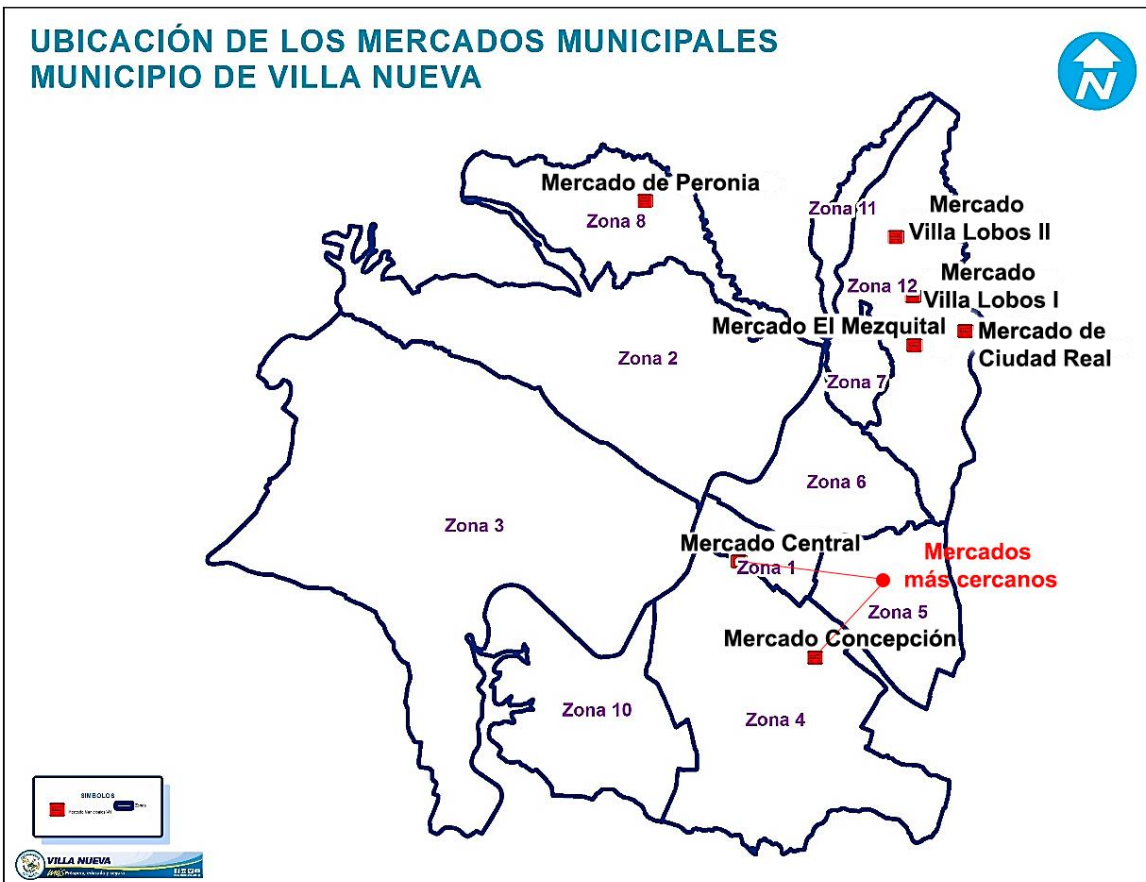 UBICACIÓN DE LOS MERCADOS MUNICIPALES
MUNICIPIO DE VILLA NUEVA
N
Mercado de Peronia
Zona 8
Zona 11
Mercado
Villa Lobos II
Zona 12
Mercado
Villa Lobos I
Mercado El Mezquital
Mercado de
Ciudad Real
Zona 2
Zona 7
Zona 6
Zona 3
Mercado Central
Zona 1
Mercados
más cercanos
Zona 5
Mercado Concepción
Zona 10
Zona 4
SIMBOLOS
VILLA NUEVA